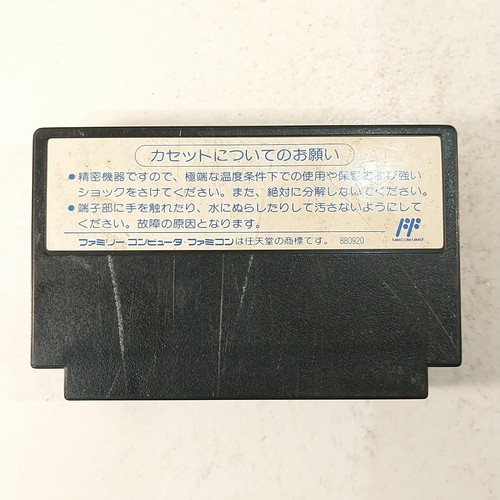 カセットについてのお願い
●精密機器ですので、極端な温度条件下での使用や保管および強い
ショックをさけてください。また、絶対に分解しないでください。
●端子部に手を触れたり、水にぬらしたりして汚さないようにして
ください。故障の原因となります。
ファミリーコンピュータ・ファミコンは任天堂の商標です。 880920
FAMICOM FAMILY